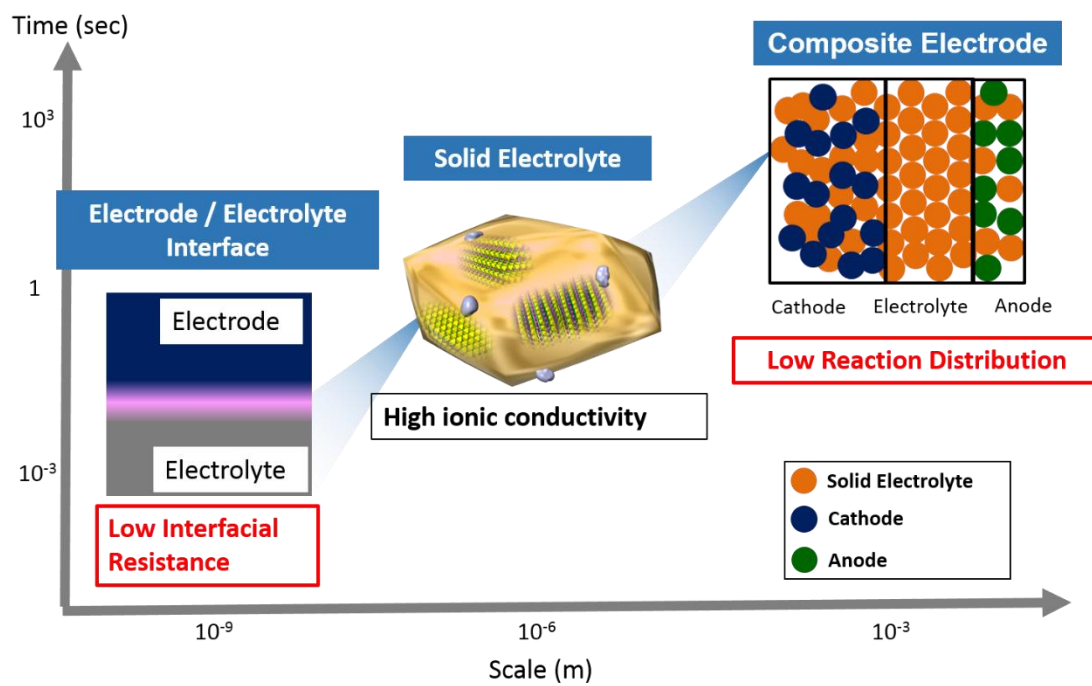 Time (sec)
Composite Electrode
10³
Solid Electrolyte
Electrode / Electrolyte
Interface
1
Electrode
Cathode Electrolyte Anode
Low Reaction Distribution
High ionic conductivity
Electrolyte
10⁻³
Solid Electrolyte
Cathode
Anode
Low Interfacial
Resistance
10⁻⁹ 10⁻⁶ 10⁻³
Scale (m)